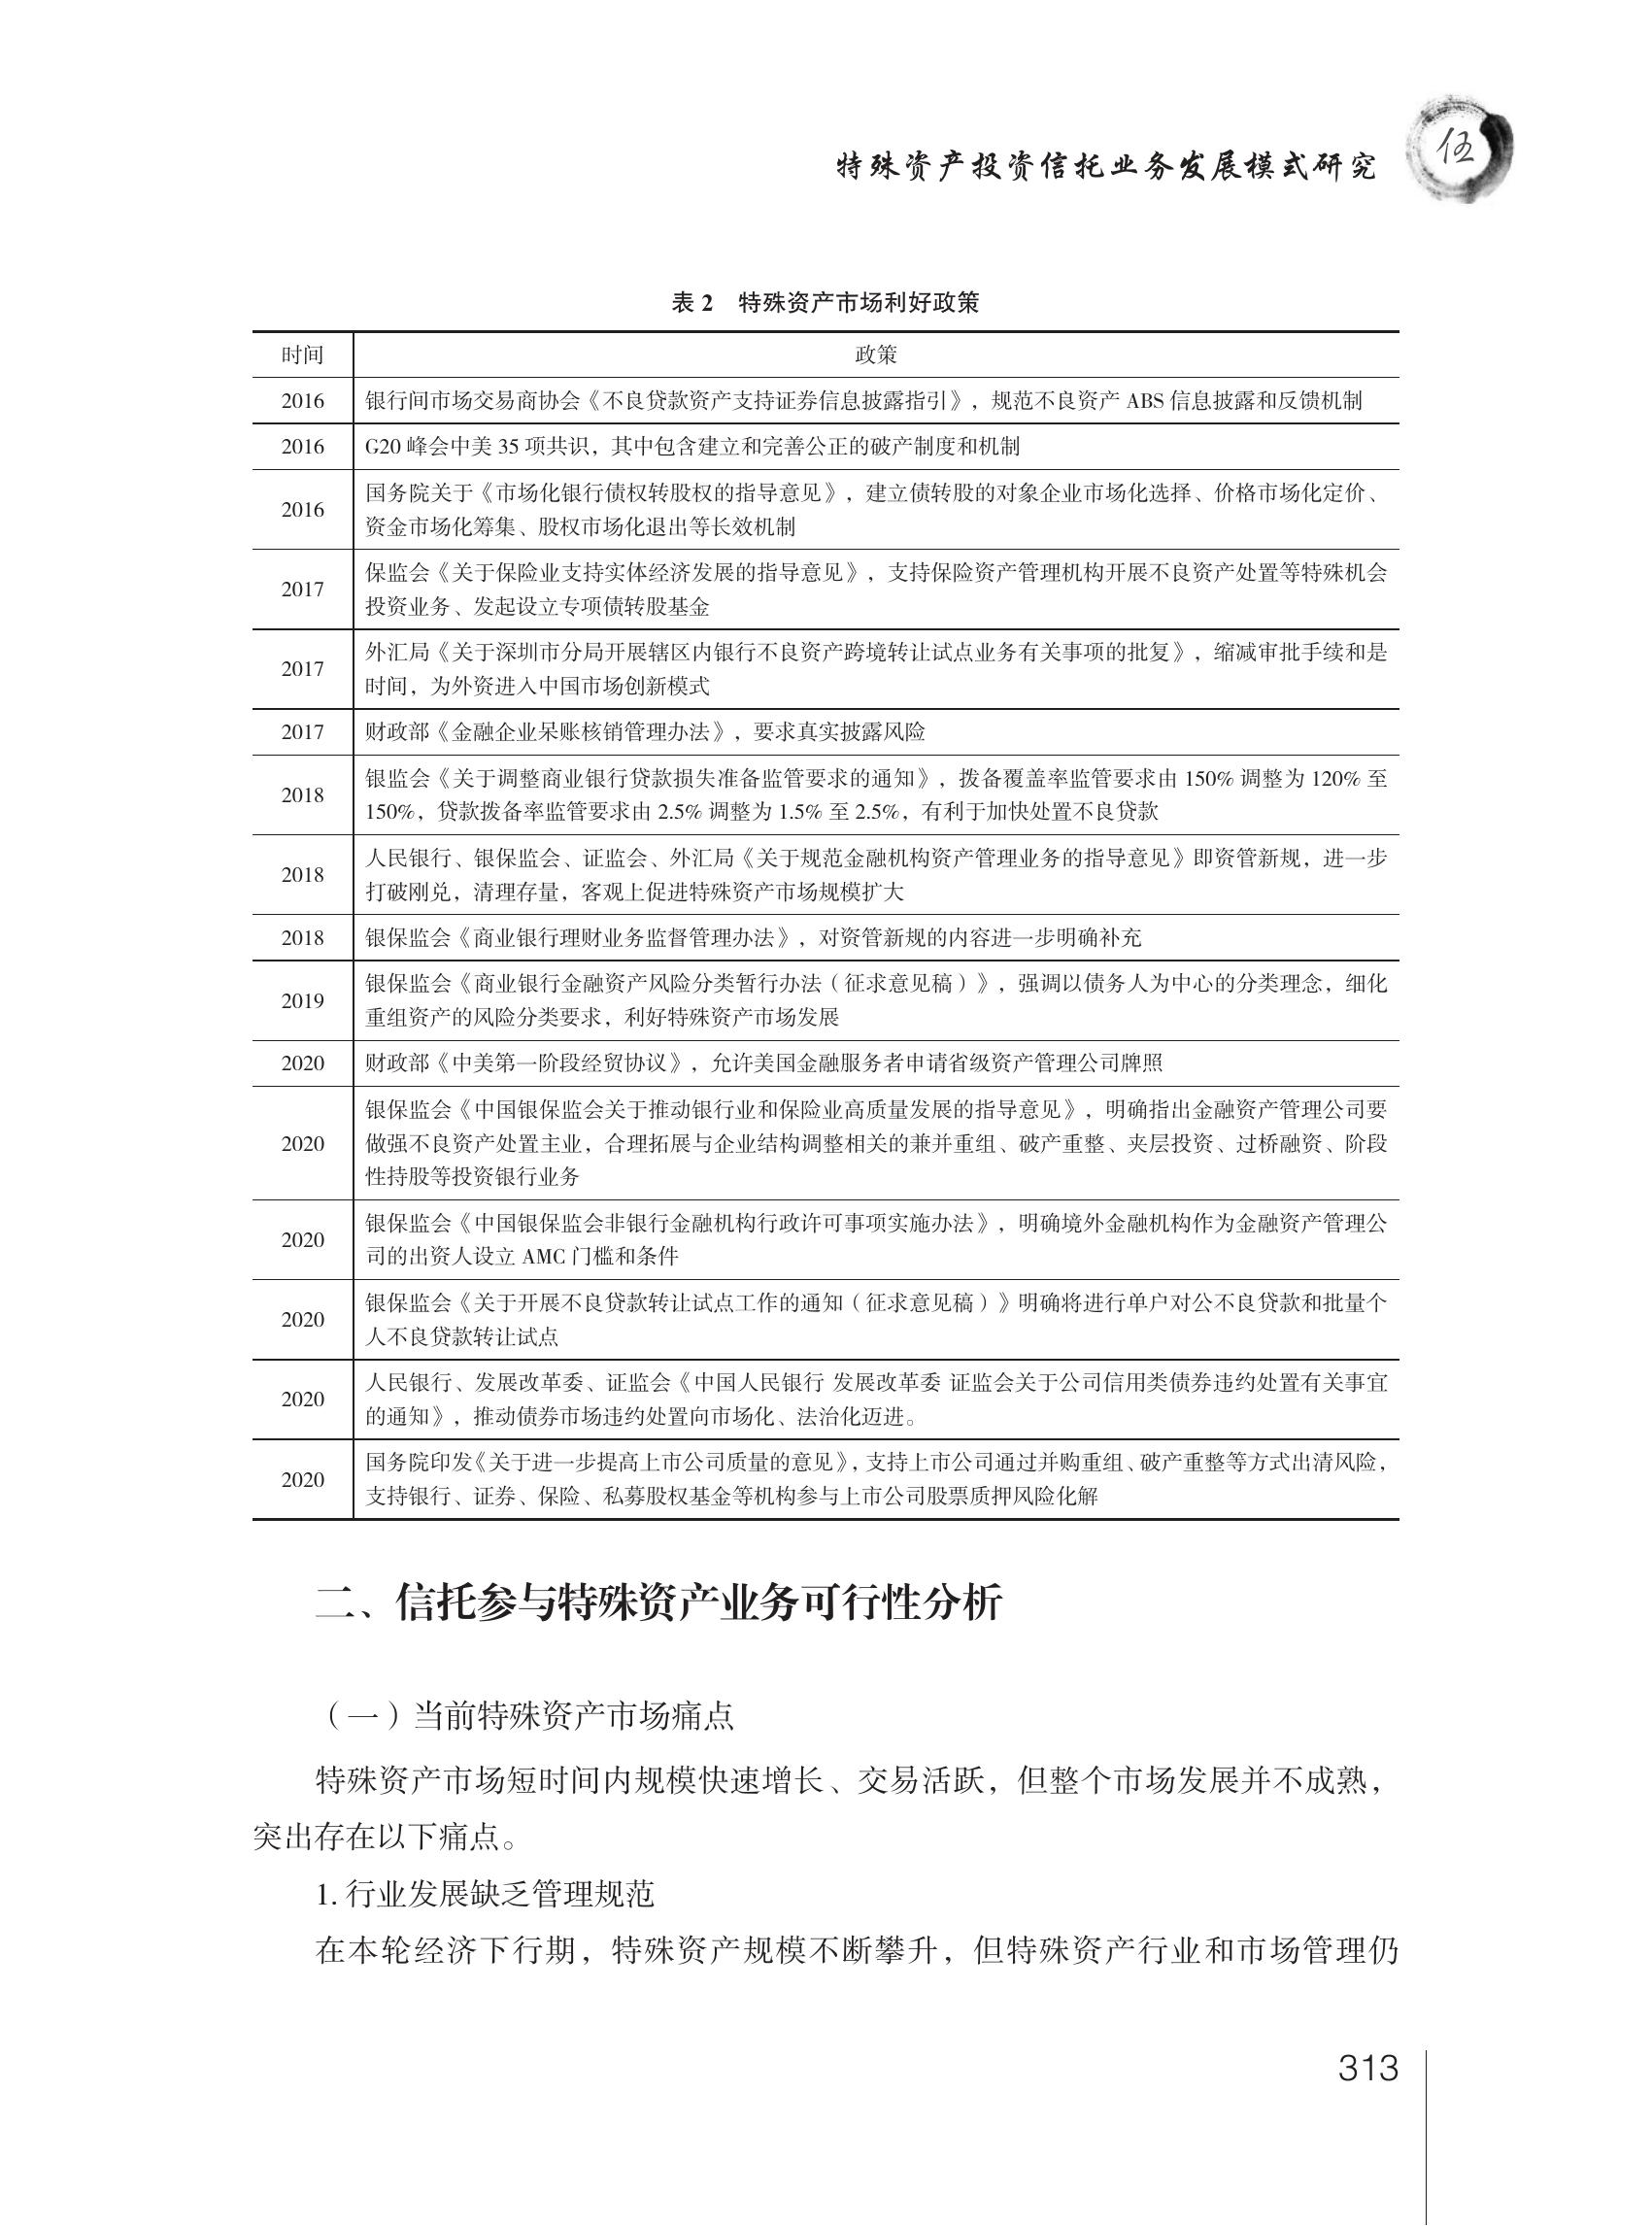 特殊资产投资信托业务发展模式研究
伍
表 2　特殊资产市场利好政策
时间 政策
2016 银行间市场交易商协会《不良贷款资产支持证券信息披露指引》，规范不良资产 ABS 信息披露和反馈机制
2016 G20 峰会中美 35 项共识，其中包含建立和完善公正的破产制度和机制
2016 国务院关于《市场化银行债权转股权的指导意见》，建立债转股的对象企业市场化选择、价格市场化定价、
资金市场化筹集、股权市场化退出等长效机制
2017 保监会《关于保险业支持实体经济发展的指导意见》，支持保险资产管理机构开展不良资产处置等特殊机会
投资业务、发起设立专项债转股基金
2017 外汇局《关于深圳市分局开展辖区内银行不良资产跨境转让试点业务有关事项的批复》，缩减审批手续和是
时间，为外资进入中国市场创新模式
2017 财政部《金融企业呆账核销管理办法》，要求真实披露风险
2018 银监会《关于调整商业银行贷款损失准备监管要求的通知》，拨备覆盖率监管要求由 150% 调整为 120% 至
150%，贷款拨备率监管要求由 2.5% 调整为 1.5% 至 2.5%，有利于加快处置不良贷款
2018 人民银行、银保监会、证监会、外汇局《关于规范金融机构资产管理业务的指导意见》即资管新规，进一步
打破刚兑，清理存量，客观上促进特殊资产市场规模扩大
2018 银保监会《商业银行理财业务监督管理办法》，对资管新规的内容进一步明确补充
2019 银保监会《商业银行金融资产风险分类暂行办法（征求意见稿）》，强调以债务人为中心的分类理念，细化
重组资产的风险分类要求，利好特殊资产市场发展
2020 财政部《中美第一阶段经贸协议》，允许美国金融服务者申请省级资产管理公司牌照
2020 银保监会《中国银保监会关于推动银行业和保险业高质量发展的指导意见》，明确指出金融资产管理公司要
做强不良资产处置主业，合理拓展与企业结构调整相关的兼并重组、破产重整、夹层投资、过桥融资、阶段
性持股等投资银行业务
2020 银保监会《中国银保监会非银行金融机构行政许可事项实施办法》，明确境外金融机构作为金融资产管理公
司的出资人设立 AMC 门槛和条件
2020 银保监会《关于开展不良贷款转让试点工作的通知（征求意见稿）》明确将进行单户对公不良贷款和批量个
人不良贷款转让试点
2020 人民银行、发展改革委、证监会《中国人民银行 发展改革委 证监会关于公司信用类债券违约处置有关事宜
的通知》，推动债券市场违约处置向市场化、法治化迈进。
2020 国务院印发《关于进一步提高上市公司质量的意见》，支持上市公司通过并购重组、破产重整等方式出清风险，
支持银行、证券、保险、私募股权基金等机构参与上市公司股票质押风险化解
二、信托参与特殊资产业务可行性分析
（一）当前特殊资产市场痛点
特殊资产市场短时间内规模快速增长、交易活跃，但整个市场发展并不成熟，
突出存在以下痛点。
1. 行业发展缺乏管理规范
在本轮经济下行期，特殊资产规模不断攀升，但特殊资产行业和市场管理仍
313